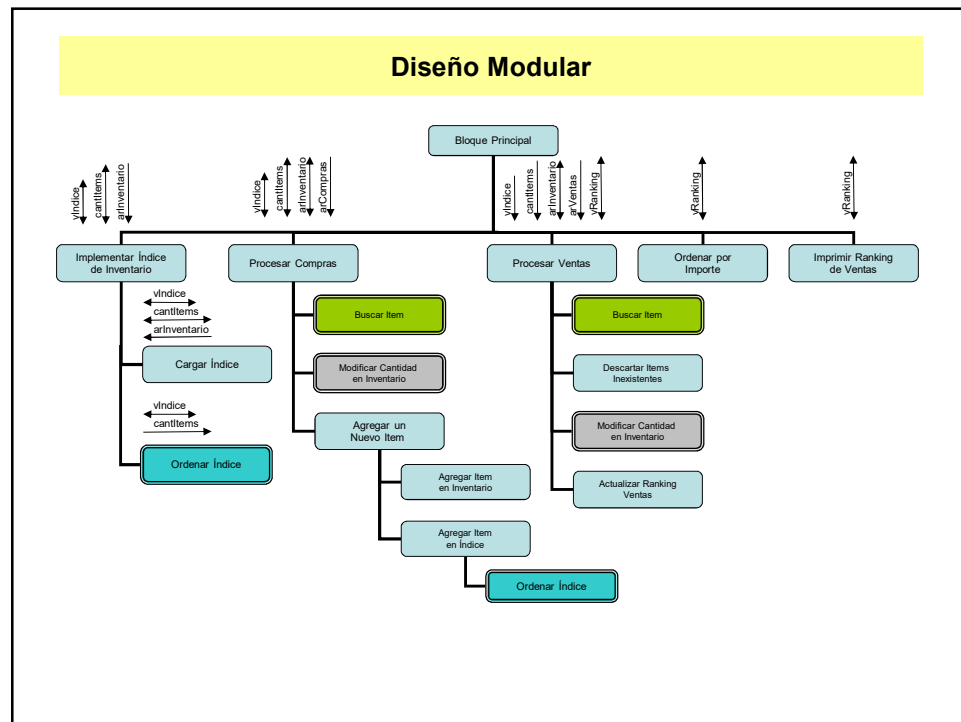 Diseño Modular
Bloque Principal
vIndice
cantItems
arInventario
vIndice
cantItems
arInventario
arCompras
vIndice
cantItems
arInventario
arVentas
vRanking
vRanking
vRanking
Implementar Índice
de Inventario
Procesar Compras
Procesar Ventas
Ordenar por
Importe
Imprimir Ranking
de Ventas
vIndice
cantItems
arInventario
Cargar Índice
vIndice
cantItems
Ordenar Índice
Buscar Item
Modificar Cantidad
en Inventario
Agregar un
Nuevo Item
Agregar Item
en Inventario
Agregar Item
en Índice
Ordenar Índice
Buscar Item
Descartar Items
Inexistentes
Modificar Cantidad
en Inventario
Actualizar Ranking
Ventas